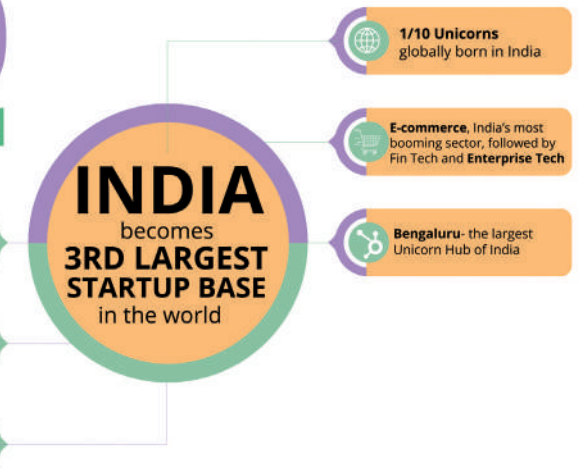 INDIA
becomes
3RD LARGEST
STARTUP BASE
in the world
1/10 Unicorns
globally born in India
E-commerce, India's most
booming sector, followed by
Fin Tech and Enterprise Tech
Bengaluru- the largest
Unicorn Hub of India